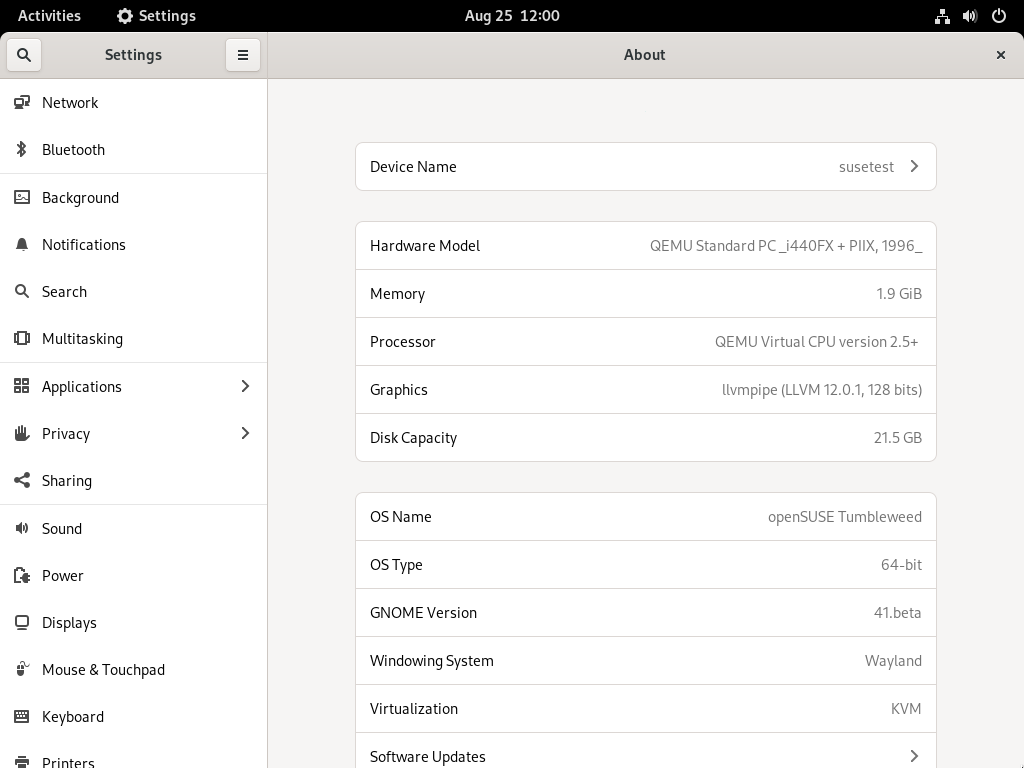 Activities Settings Aug 25 12:00
Settings About
Network
Bluetooth
Background
Notifications
Search
Multitasking
Applications
Privacy
Sharing
Sound
Power
Displays
Mouse & Touchpad
Keyboard
Printers
Device Name susetest
Hardware Model QEMU Standard PC _i440FX + PIIX, 1996_
Memory 1.9 GiB
Processor QEMU Virtual CPU version 2.5+
Graphics llvmpipe (LLVM 12.0.1, 128 bits)
Disk Capacity 21.5 GB
OS Name openSUSE Tumbleweed
OS Type 64-bit
GNOME Version 41.beta
Windowing System Wayland
Virtualization KVM
Software Updates